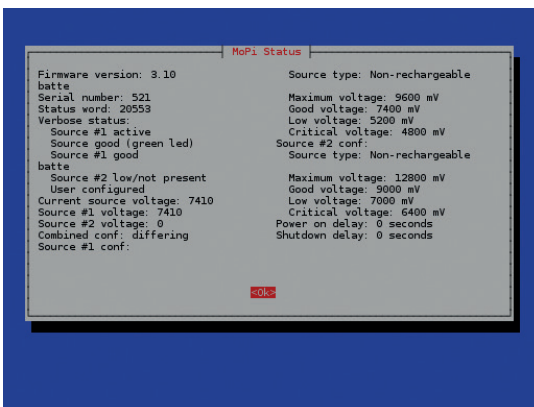 MoPi Status
Firmware version: 3.10
batte
Serial number: 521
Status word: 20553
Verbose status:
Source #1 active
Source good (green led)
Source #1 good
batte
Source #2 low/not present
User configured
Current source voltage: 7410
Source #1 voltage: 7410
Source #2 voltage: 0
Combined conf: differing
Source #1 conf:
Source type: Non-rechargeable
Maximum voltage: 9600 mV
Good voltage: 7400 mV
Low voltage: 5200 mV
Critical voltage: 4800 mV
Source #2 conf:
Source type: Non-rechargeable
Maximum voltage: 12800 mV
Good voltage: 9000 mV
Low voltage: 7000 mV
Critical voltage: 6400 mV
Power on delay: 0 seconds
Shutdown delay: 0 seconds
<Ok>